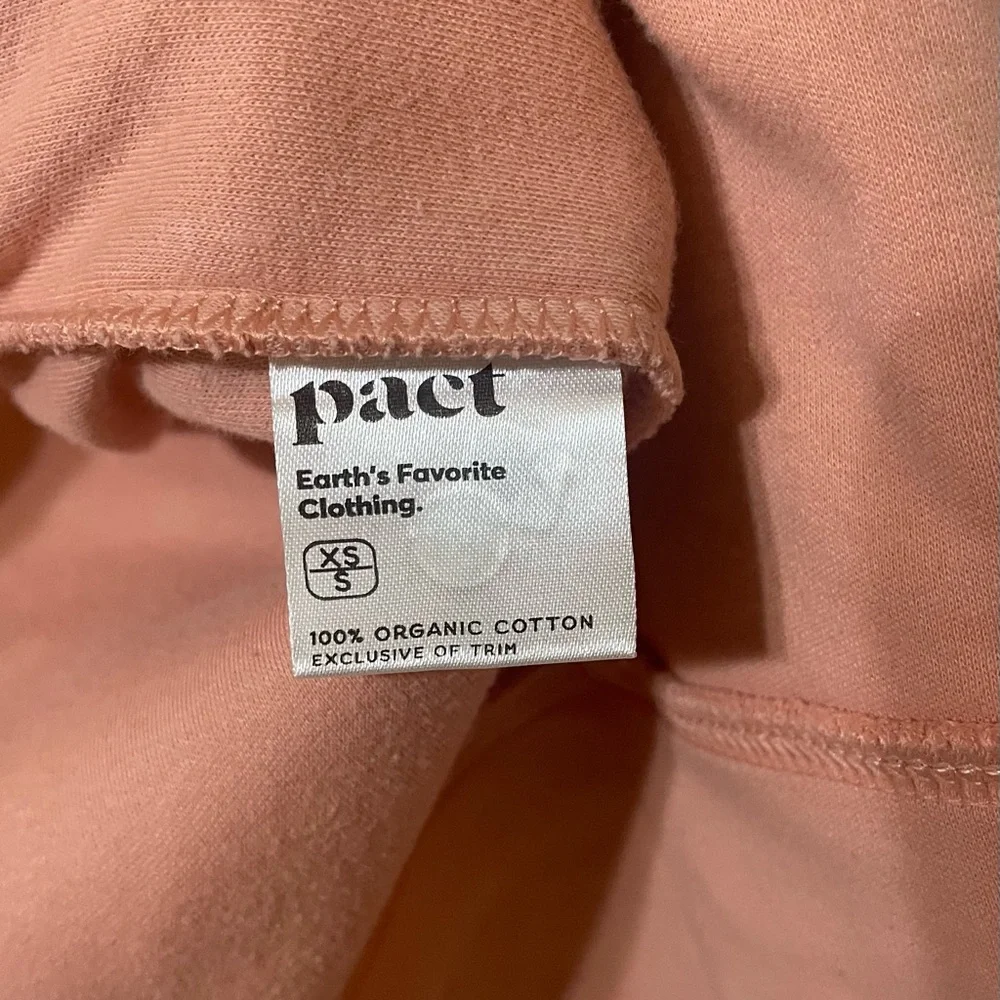 pact
Earth's Favorite
Clothing.
XS
S
100% ORGANIC COTTON
EXCLUSIVE OF TRIM